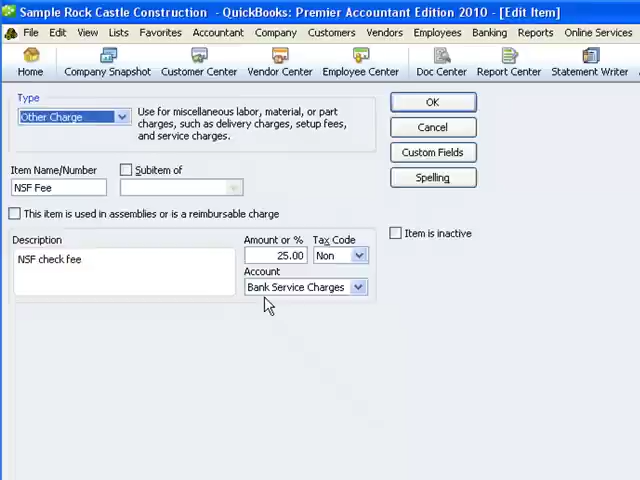 Sample Rock Castle Construction - QuickBooks: Premier Accountant Edition 2010 - [Edit Item]
File Edit View Lists Favorites Accountant Company Customers Vendors Employees Banking Reports Online Services
Home Company Snapshot Customer Center Vendor Center Employee Center Doc Center Report Center Statement Writer
Type
Other Charge
Use for miscellaneous labor, material, or part
charges, such as delivery charges, setup fees,
and service charges.
OK
Cancel
Custom Fields
Spelling
Item Name/Number
Subitem of
NSF Fee
This item is used in assemblies or is a reimbursable charge
Description
Amount or %
Tax Code
Item is inactive
NSF check fee
25.00
Non
Account
Bank Service Charges